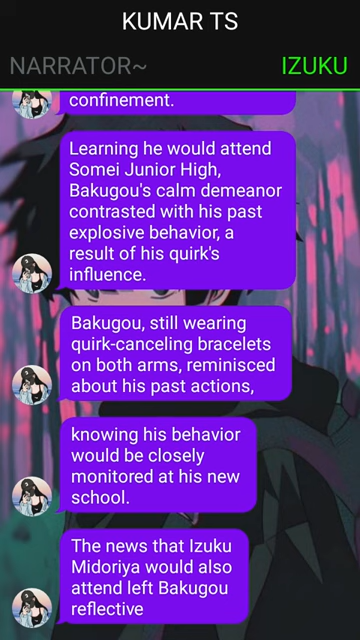 KUMAR TS
NARRATOR~
IZUKU
confinement.
Learning he would attend
Somei Junior High,
Bakugou's calm demeanor
contrasted with his past
explosive behavior, a
result of his quirk's
influence.
Bakugou, still wearing
quirk-canceling bracelets
on both arms, reminisced
about his past actions,
knowing his behavior
would be closely
monitored at his new
school.
The news that Izuku
Midoriya would also
attend left Bakugou
reflective